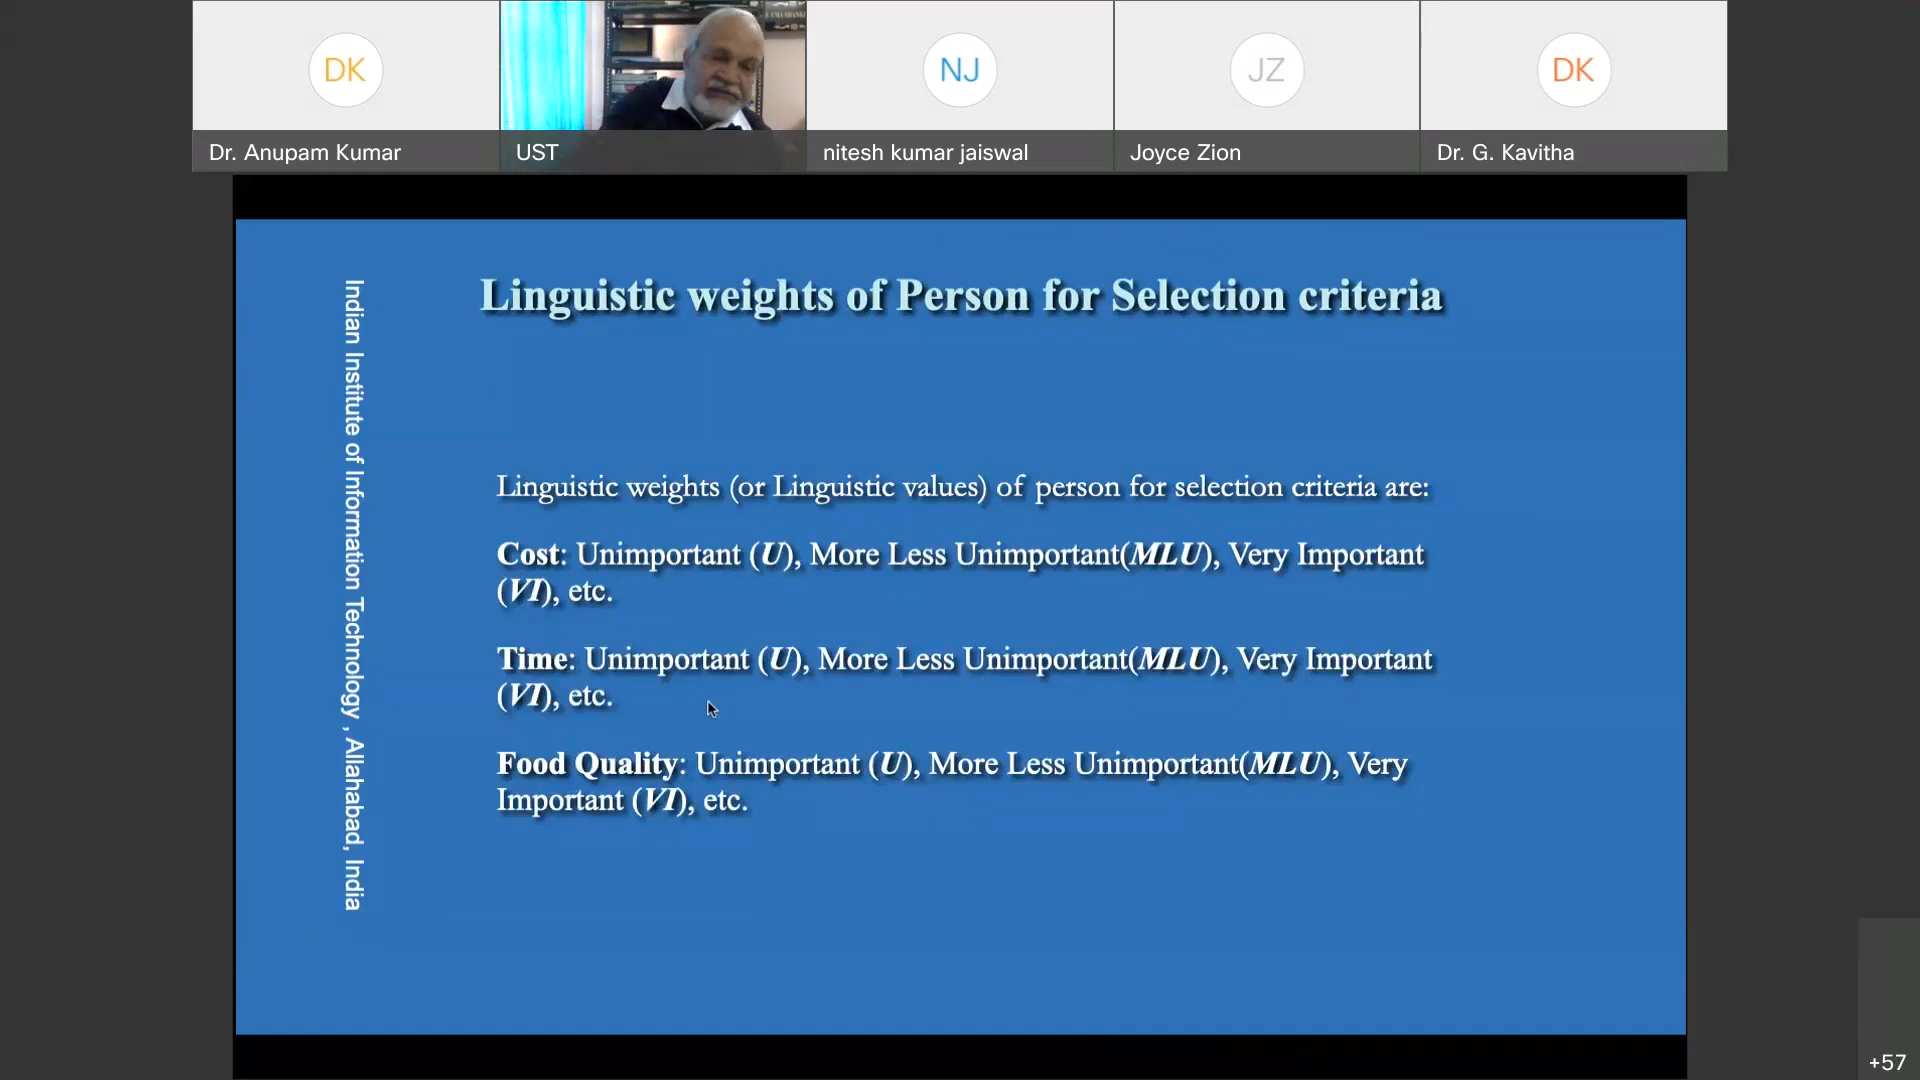 DK
NJ
JZ
DK
Dr. Anupam Kumar
UST
nitesh kumar jaiswal
Joyce Zion
Dr. G. Kavitha
Indian Institute of Information Technology , Allahabad, India
Linguistic weights of Person for Selection criteria
Linguistic weights (or Linguistic values) of person for selection criteria are:
Cost: Unimportant (U), More Less Unimportant(MLU), Very Important
(VI), etc.
Time: Unimportant (U), More Less Unimportant(MLU), Very Important
(VI), etc.
Food Quality: Unimportant (U), More Less Unimportant(MLU), Very
Important (VI), etc.
+57